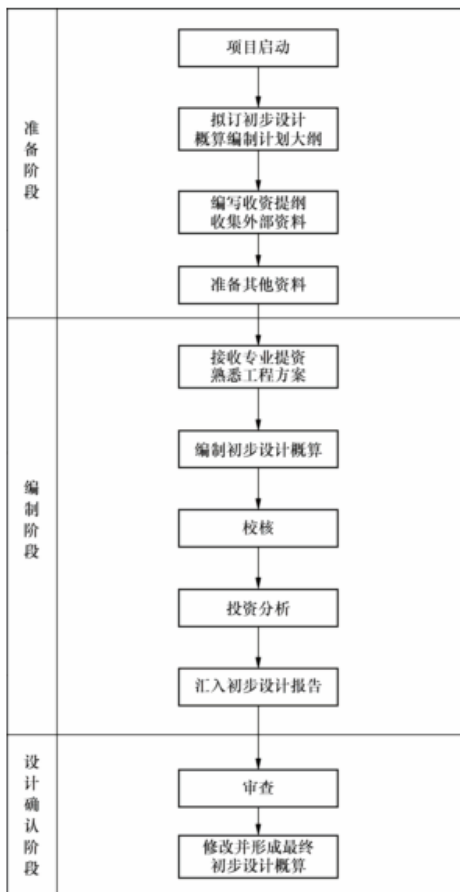 准备阶段
项目启动
拟订初步设计
概算编制计划大纲
编写收资提纲
收集外部资料
准备其他资料
编制阶段
接收专业提资
熟悉工程方案
编制初步设计概算
校核
投资分析
汇入初步设计报告
设计确认阶段
审查
修改并形成最终
初步设计概算